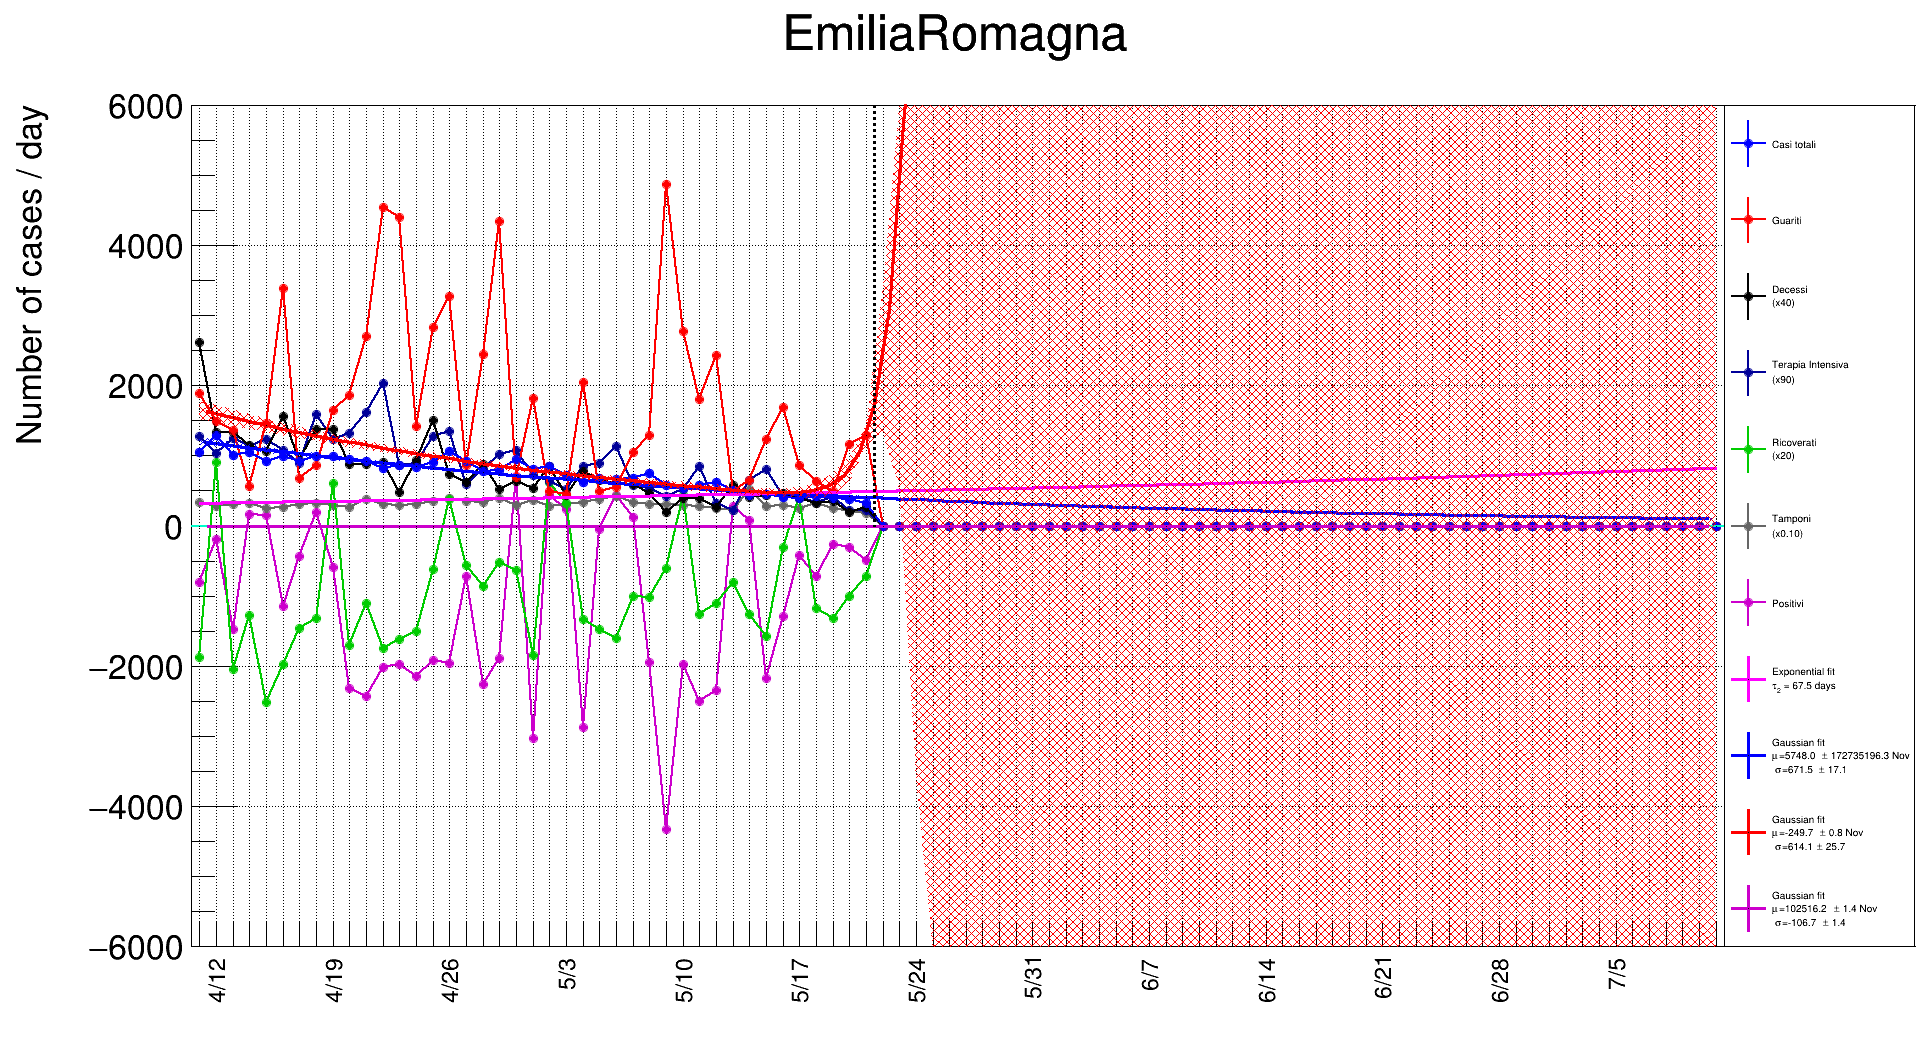 EmiliaRomagna
Number of cases / day
6000
4000
2000
0
−2000
−4000
−6000
4/12
4/19
4/26
5/3
5/10
5/17
5/24
5/31
6/7
6/14
6/21
6/28
7/5
Casi totali
Guariti
Decessi
(x40)
Terapia Intensiva
(x90)
Ricoverati
(x20)
Tamponi
(x0.10)
Positivi
Exponential fit
τ2 = 67.5 days
Gaussian fit
μ=5748.0 ± 172735196.3 Nov
σ=671.5 ± 17.1
Gaussian fit
μ=-249.7 ± 0.8 Nov
σ=614.1 ± 25.7
Gaussian fit
μ=102516.2 ± 1.4 Nov
σ=-106.7 ± 1.4